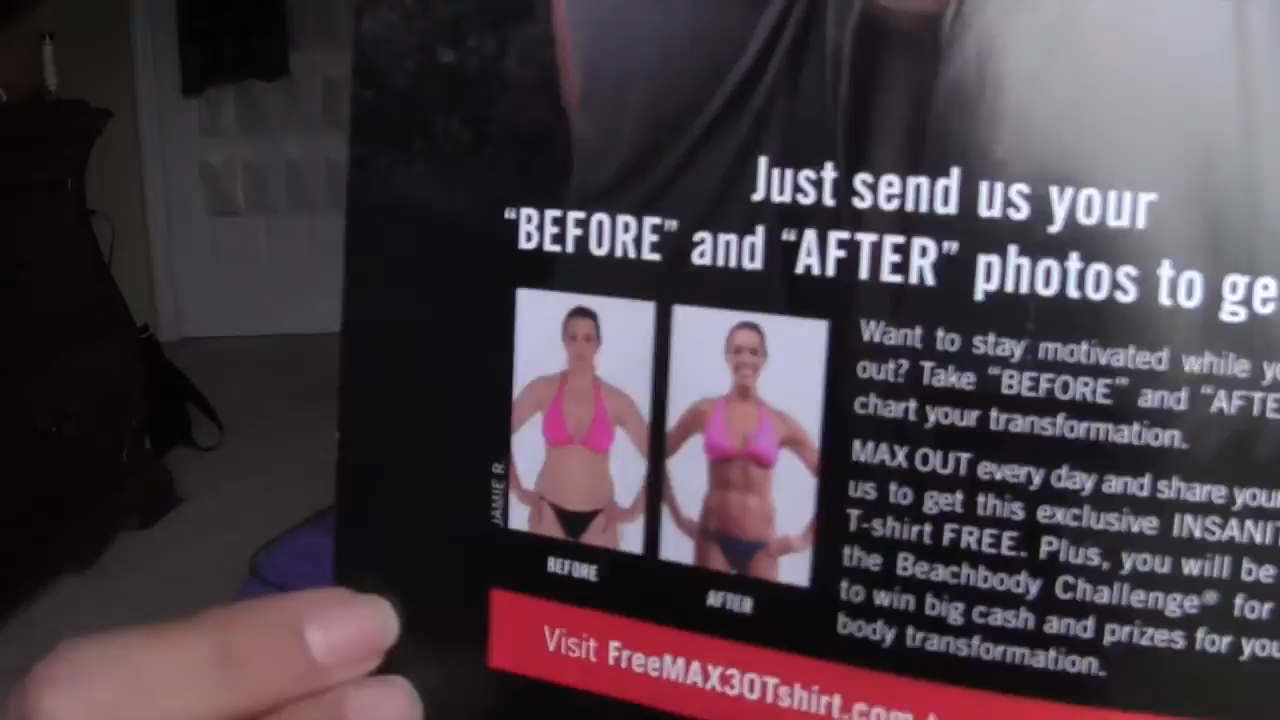 Just send us your
“BEFORE” and “AFTER” photos to ge
JAMIE R.
BEFORE
AFTER
Want to stay motivated while yo
out? Take “BEFORE” and “AFTE
chart your transformation.
MAX OUT every day and share your
us to get this exclusive INSANIT
T-shirt FREE. Plus, you will be
the Beachbody Challenge® for
to win big cash and prizes for you
body transformation.
Visit FreeMAX30Tshirt.com